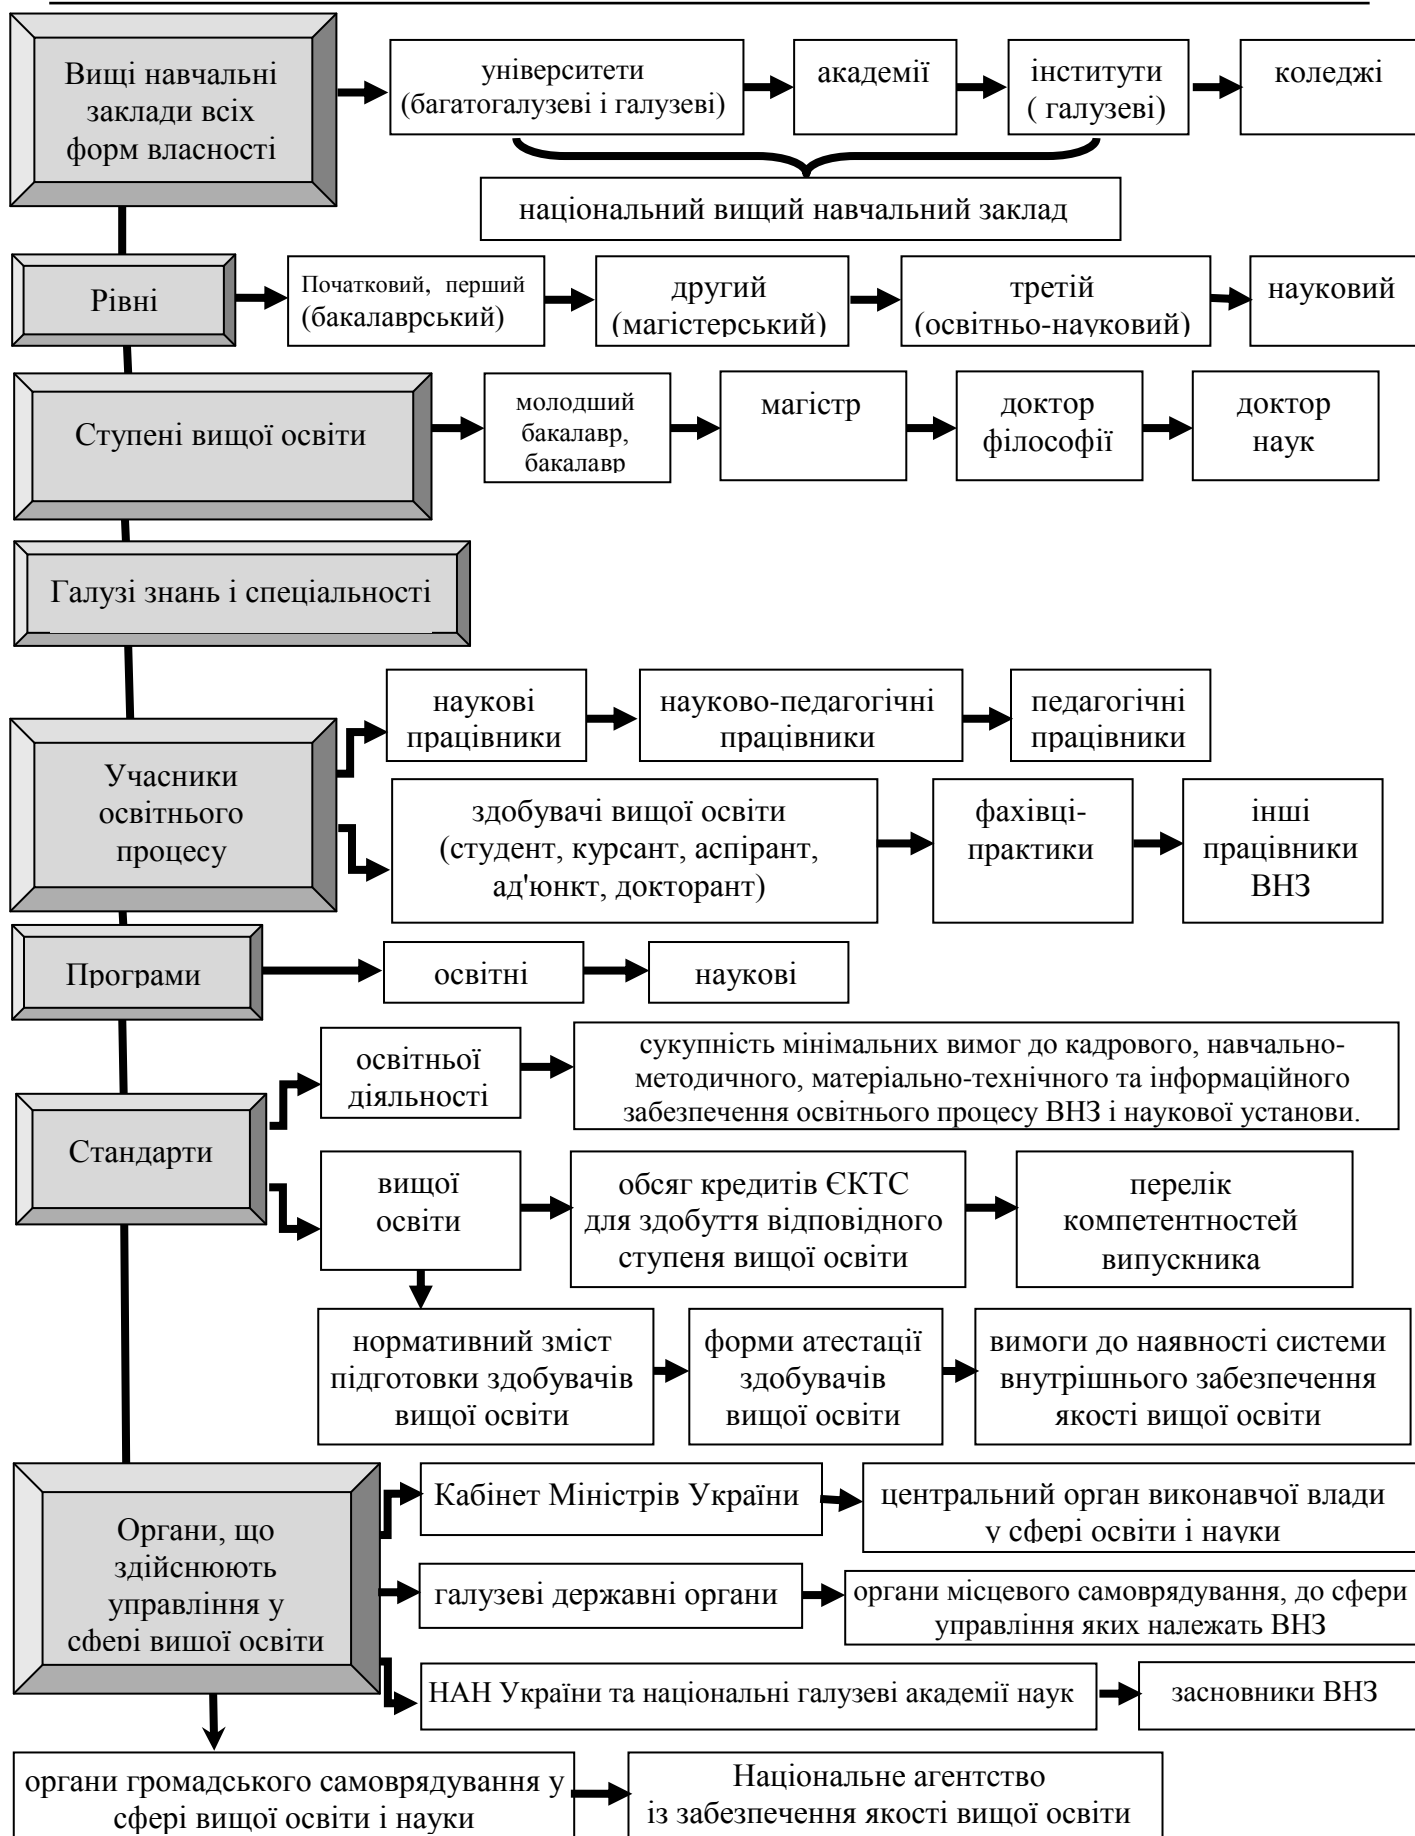 Вищі навчальні
заклади всіх
форм власності
університети
(багатогалузеві і галузеві)
академії
інститути
( галузеві)
коледжі
національний вищий навчальний заклад
Рівні
Початковий, перший
(бакалаврський)
другий
(магістерський)
третій
(освітньо-науковий)
науковий
Ступені вищої освіти
молодший
бакалавр,
бакалавр
магістр
доктор
філософії
доктор
наук
Галузі знань і спеціальності
Учасники
освітнього
процесу
наукові
працівники
науково-педагогічні
працівники
педагогічні
працівники
здобувачі вищої освіти
(студент, курсант, аспірант,
ад'юнкт, докторант)
фахівці-
практики
інші
працівники
ВНЗ
Програми
освітні
наукові
Стандарти
освітньої
діяльності
сукупність мінімальних вимог до кадрового, навчально-
методичного, матеріально-технічного та інформаційного
забезпечення освітнього процесу ВНЗ і наукової установи.
вищої
освіти
обсяг кредитів ЄКТС
для здобуття відповідного
ступеня вищої освіти
перелік
компетентностей
випускника
нормативний зміст
підготовки здобувачів
вищої освіти
форми атестації
здобувачів
вищої освіти
вимоги до наявності системи
внутрішнього забезпечення
якості вищої освіти
Органи, що
здійснюють
управління у
сфері вищої освіти
Кабінет Міністрів України
центральний орган виконавчої влади
у сфері освіти і науки
галузеві державні органи
органи місцевого самоврядування, до сфери
управління яких належать ВНЗ
НАН України та національні галузеві академії наук
засновники ВНЗ
органи громадського самоврядування у
сфері вищої освіти і науки
Національне агентство
із забезпечення якості вищої освіти